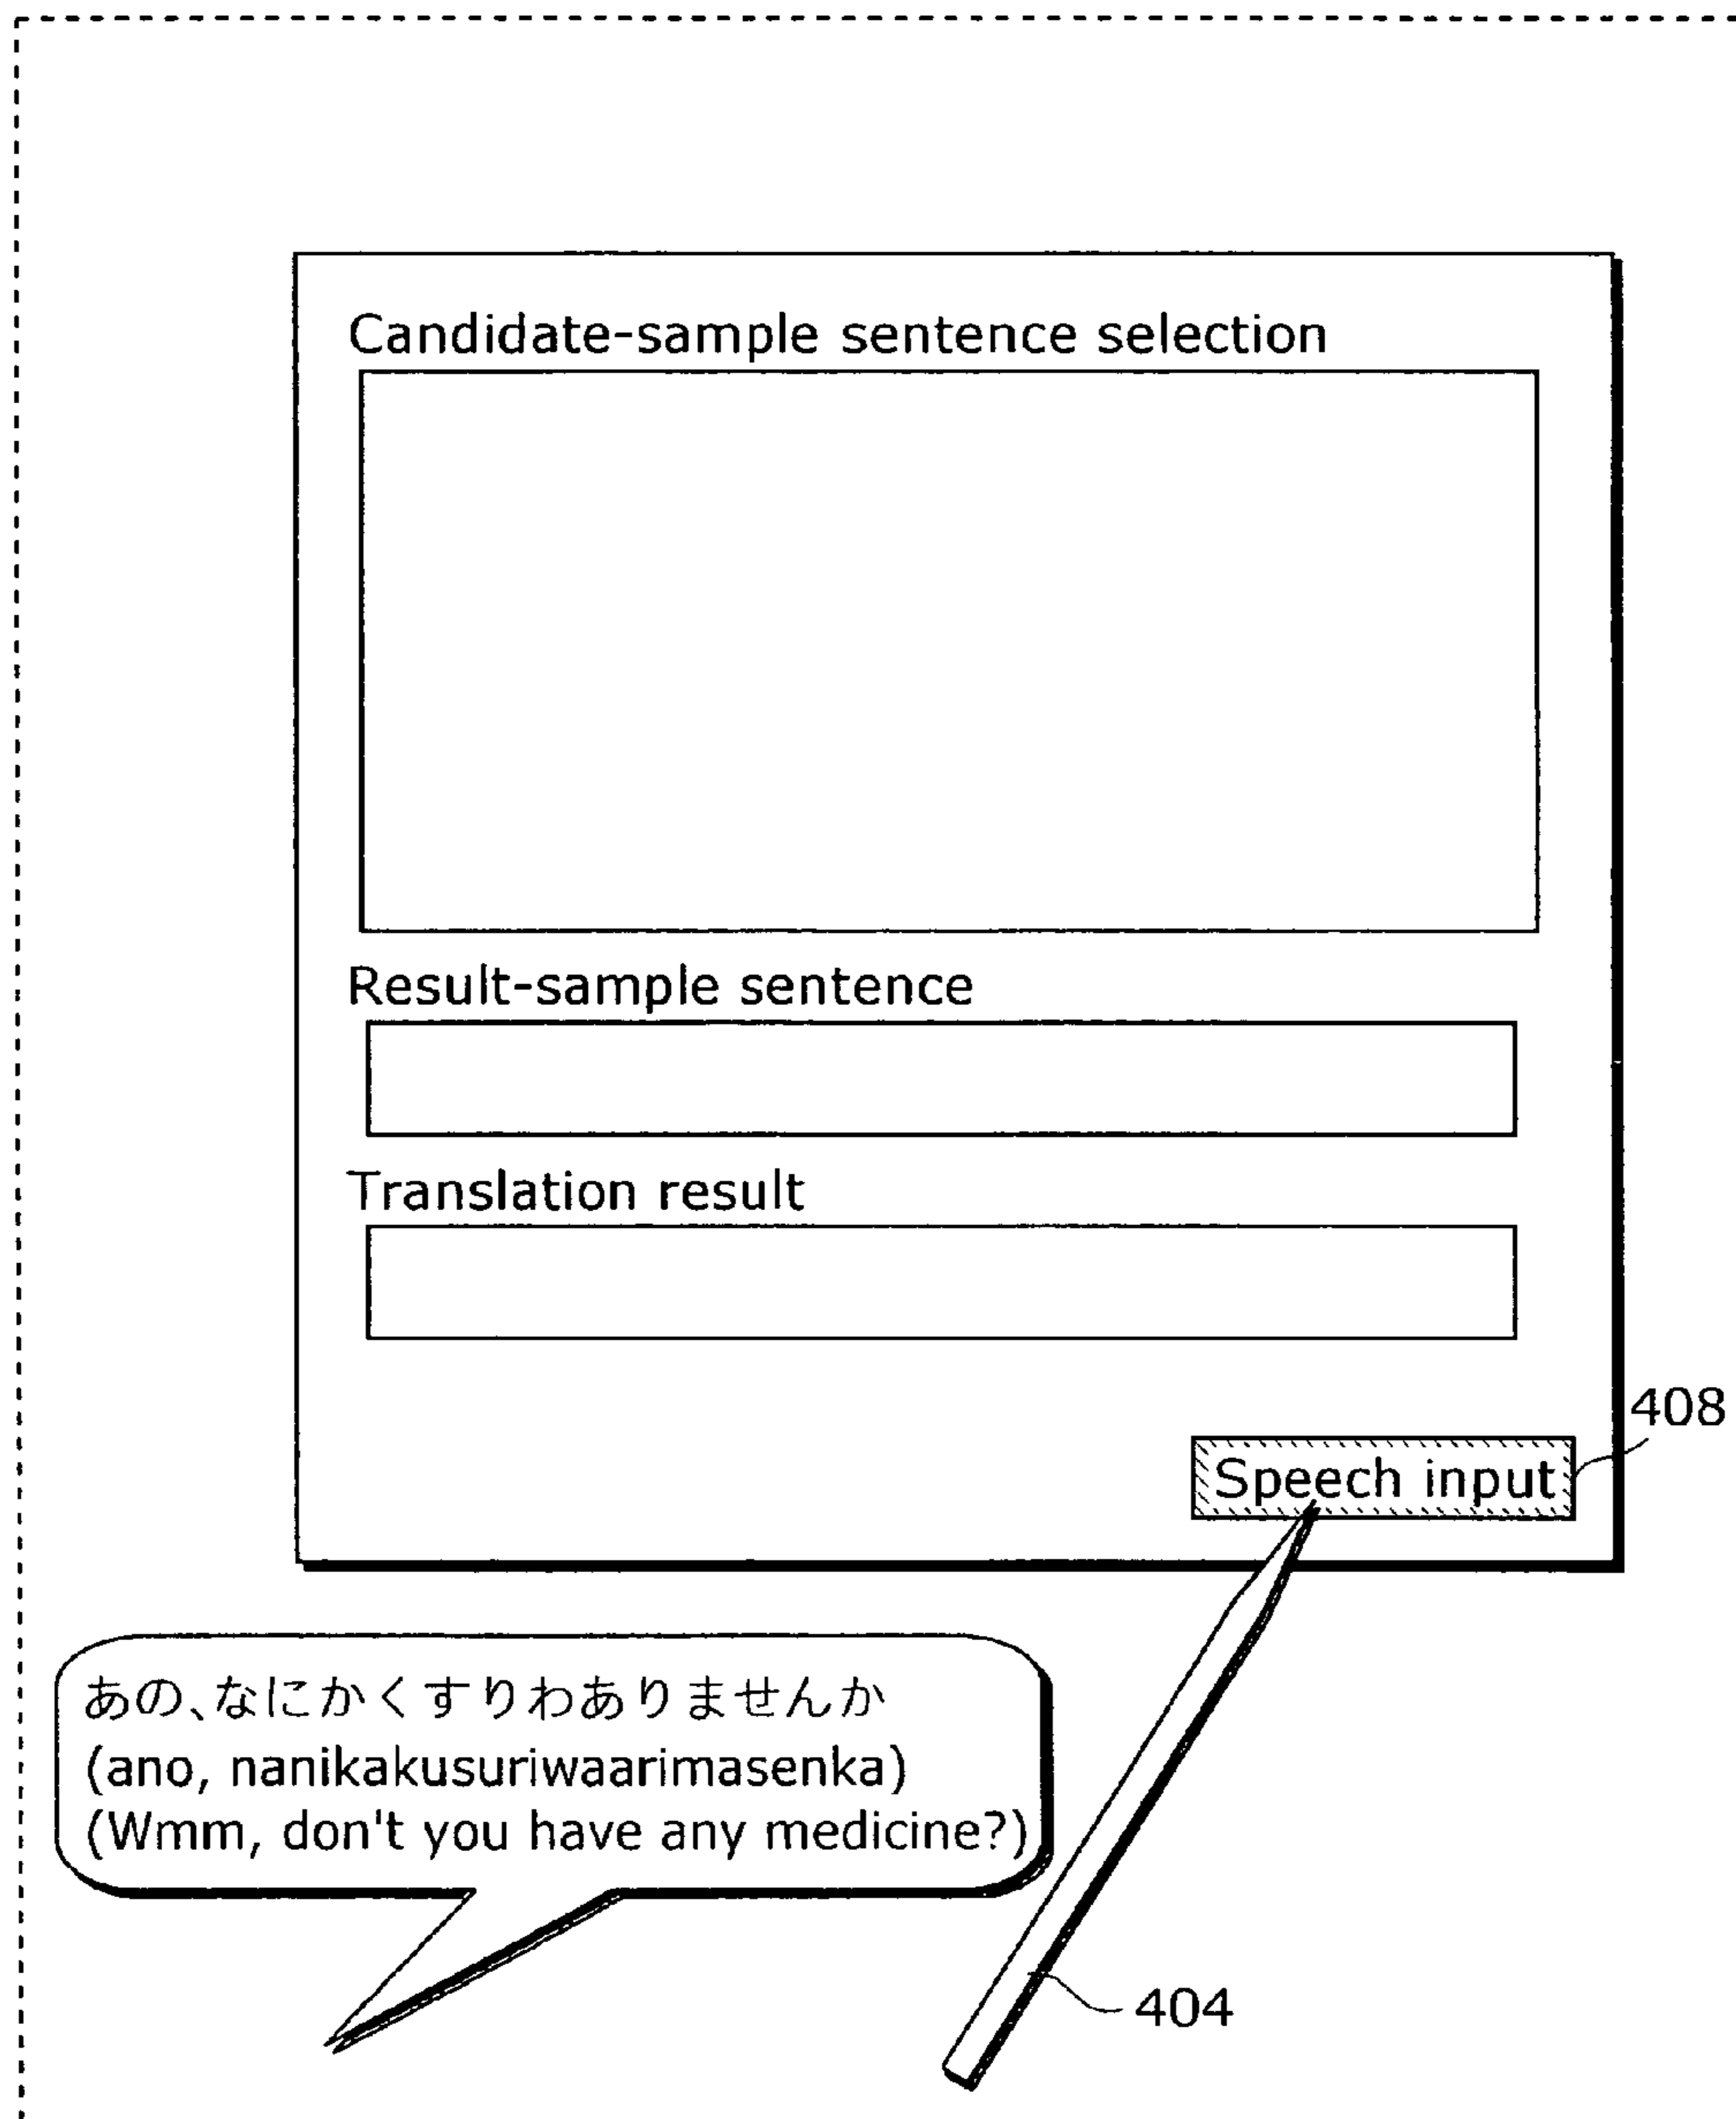 Candidate-sample sentence selection
Result-sample sentence
Translation result
408
Speech input
あの、なにかくすりわありませんか
(ano, nanikakusuriwaarimasenka)
(Wmm, don't you have any medicine?)
404